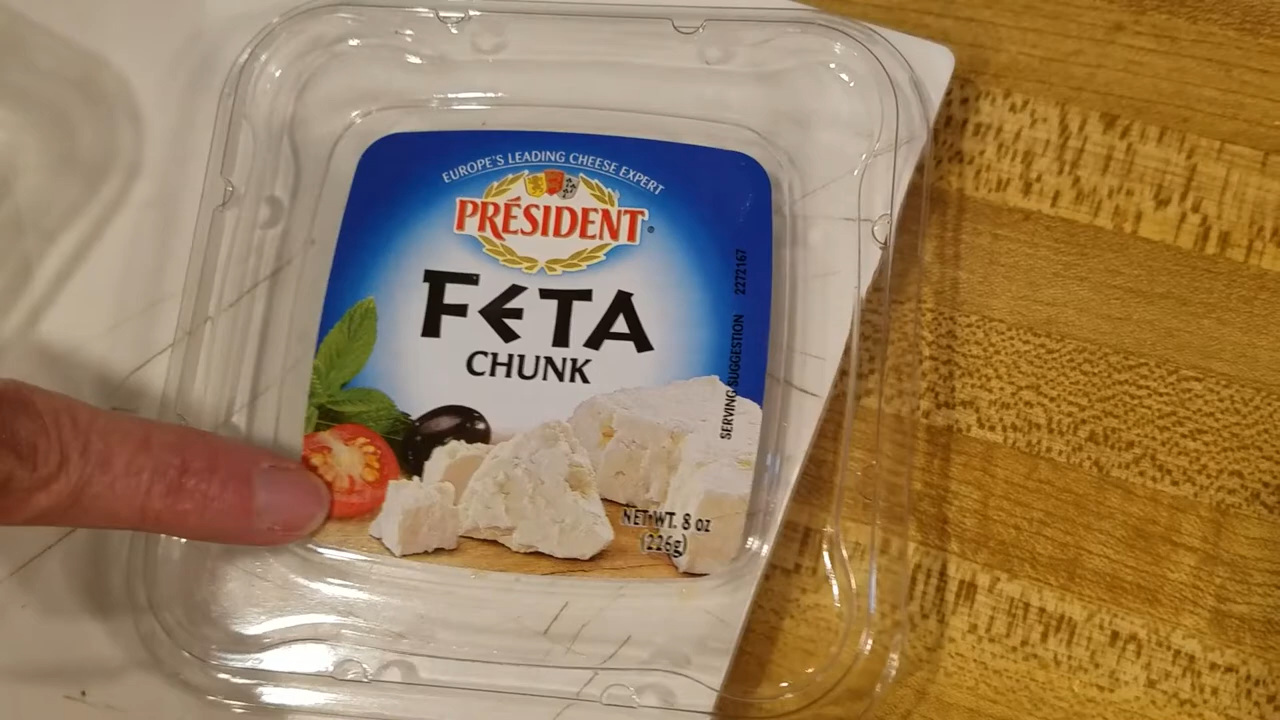 EUROPE'S LEADING CHEESE EXPERT
PRÉSIDENT®
FETA
CHUNK
SERVING SUGGESTION 2272167
NET WT. 8 oz
(226g)